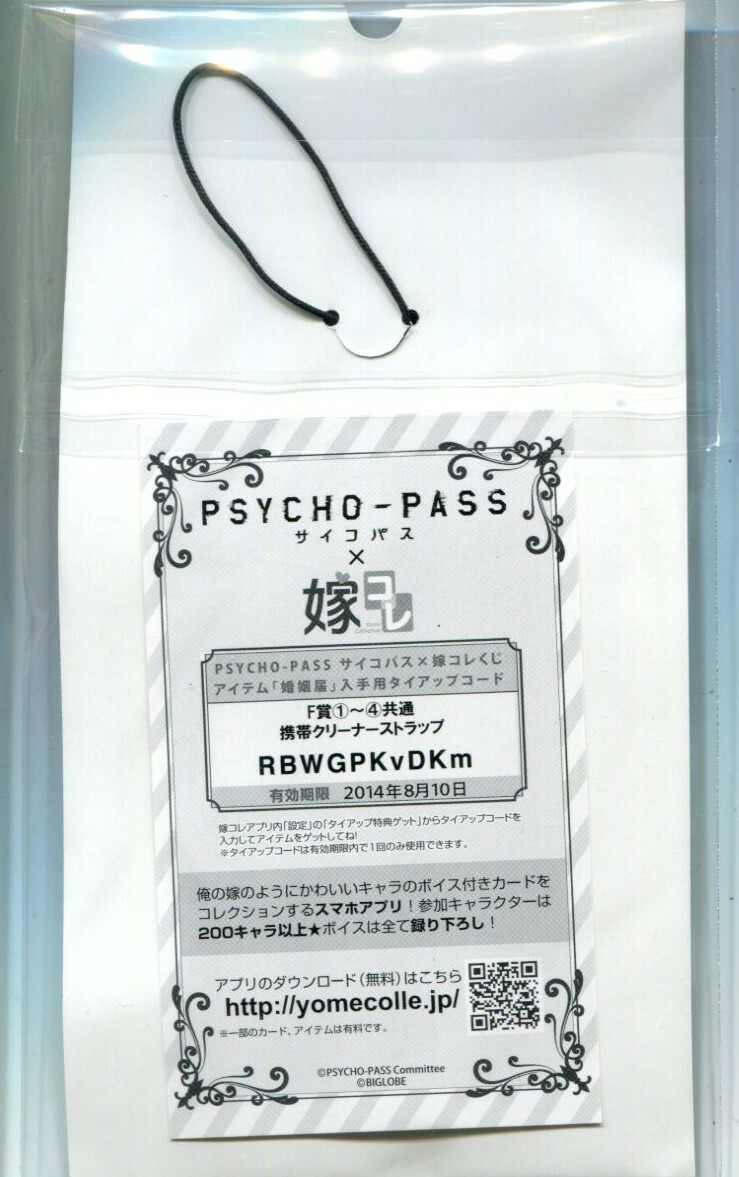 PSYCHO-PASS
サイコパス
×
嫁コレ
Yome Collection
PSYCHO-PASS サイコパス×嫁コレくじ
アイテム「婚姻届」入手用タイアップコード
F賞①～④共通
携帯クリーナーストラップ
RBWGPKvDKm
有効期限 2014年8月10日
嫁コレアプリ内「設定」の「タイアップ特典ゲット」からタイアップコードを
入力してアイテムをゲットしてね!
※タイアップコードは有効期限内で1回のみ使用できます。
俺の嫁のようにかわいいキャラのボイス付きカードを
コレクションするスマホアプリ！参加キャラクターは
200キャラ以上★ボイスは全て録り下ろし！
アプリのダウンロード（無料）はこちら
http://yomecolle.jp/
※一部のカード、アイテムは有料です。
©PSYCHO-PASS Committee
©BIGLOBE